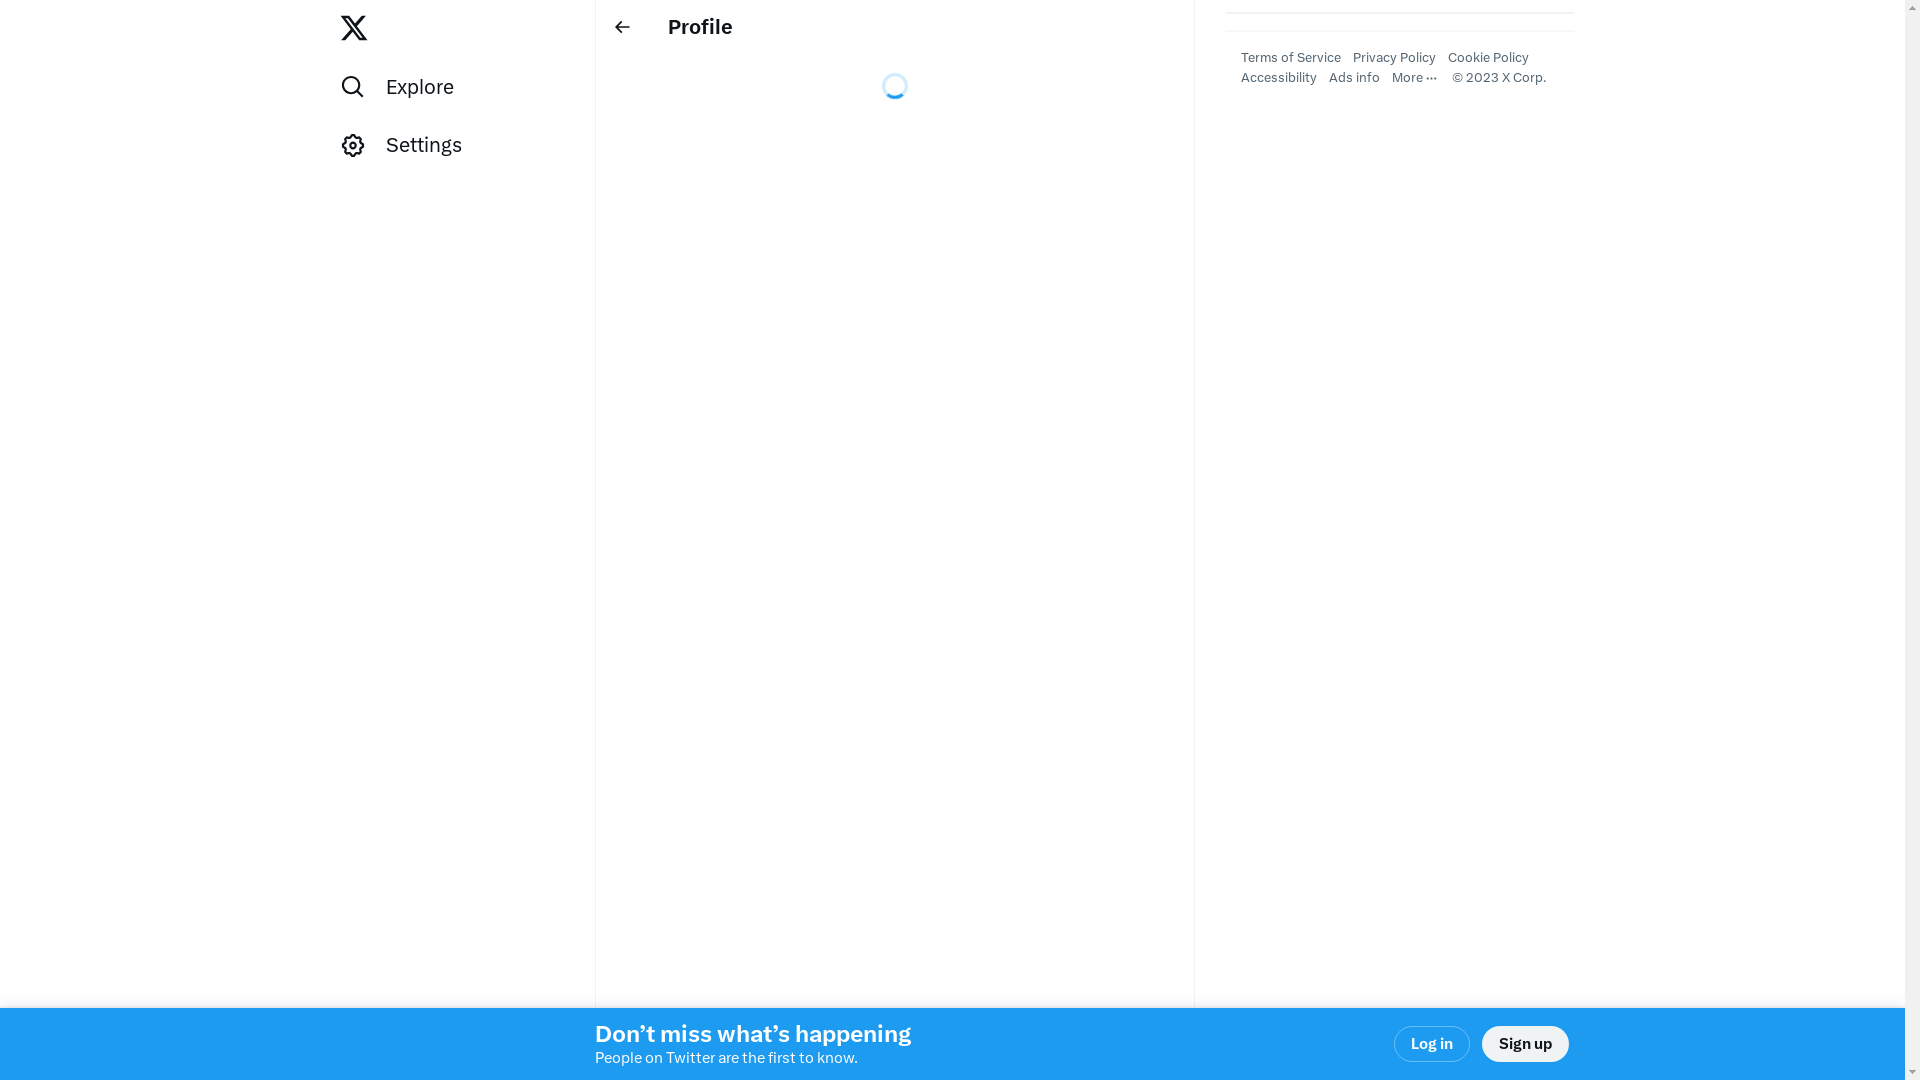 Explore
Settings
Profile
Terms of Service Privacy Policy Cookie Policy
Accessibility Ads info More ··· © 2023 X Corp.
Don’t miss what’s happening
People on Twitter are the first to know.
Log in
Sign up